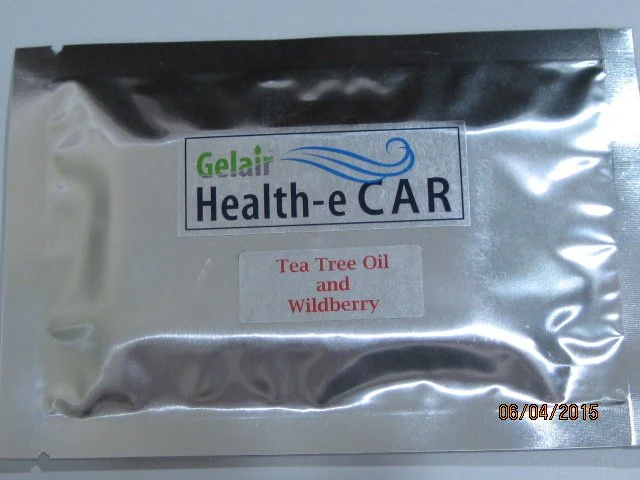 Gelair
Health-e CAR
Tea Tree Oil
and
Wildberry
06/04/2015